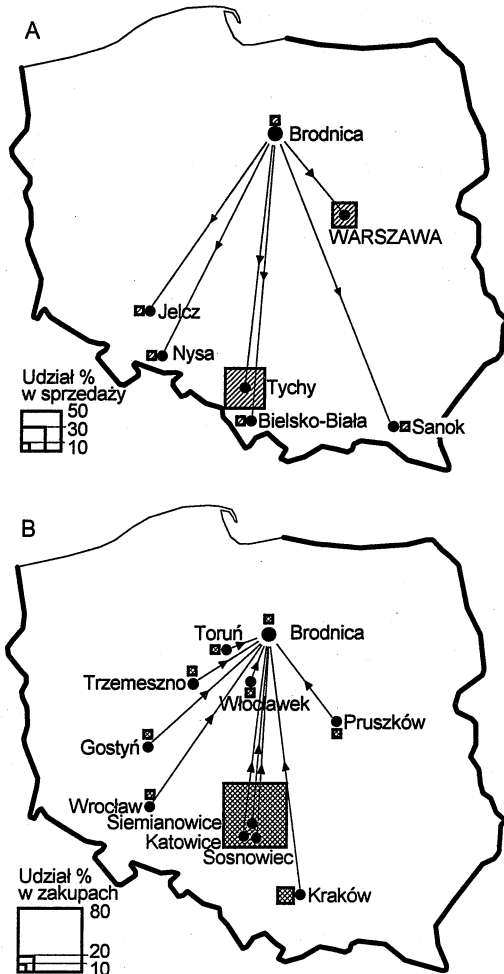 A
Brodnica
WARSZAWA
Jelcz
Nysa
Tychy
Bielsko-Biała
Sanok
Udział %
w sprzedaży
50
30
10
B
Toruń
Brodnica
Trzemeszno
Włocławek
Pruszków
Gostyń
Wrocław
Siemianowice
Katowice
Sosnowiec
Kraków
Udział %
w zakupach
80
20
10